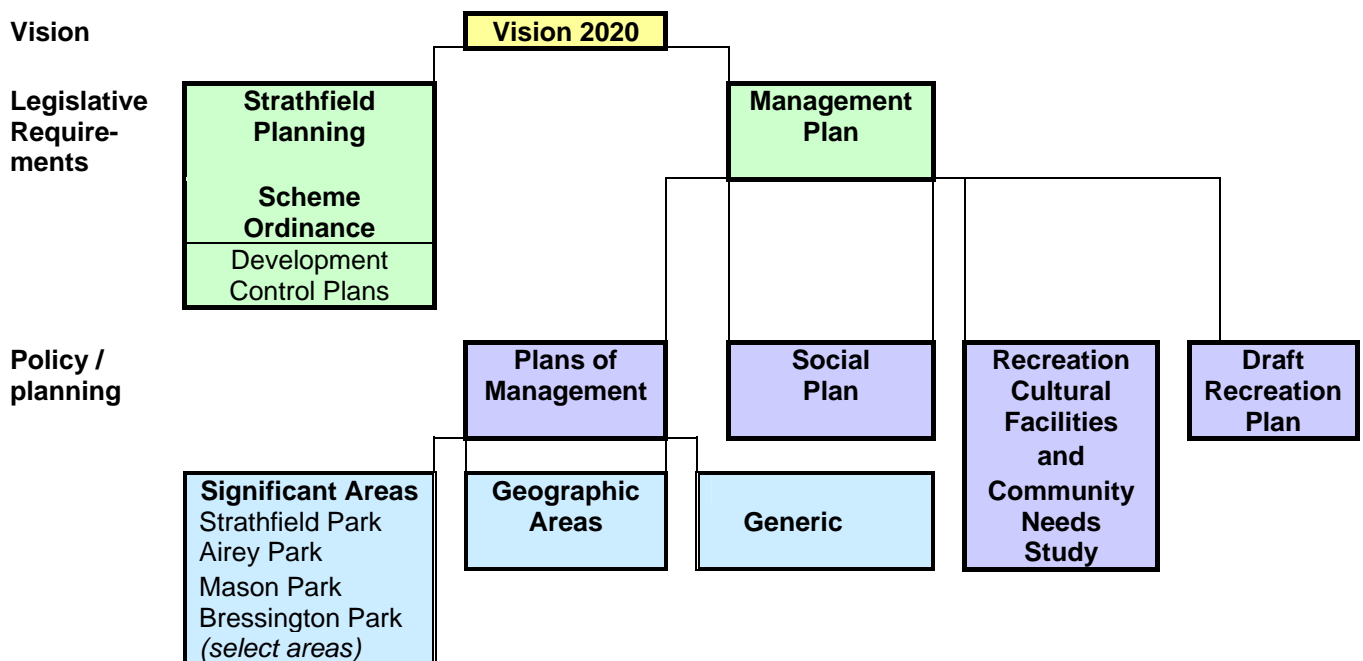 Vision
Vision 2020
Legislative
Require-
ments
Strathfield
Planning
Scheme
Ordinance
Development
Control Plans
Management
Plan
Policy /
planning
Plans of
Management
Social
Plan
Recreation
Cultural
Facilities
and
Community
Needs
Study
Draft
Recreation
Plan
Significant Areas
Strathfield Park
Airey Park
Mason Park
Bressington Park
(select areas)
Geographic
Areas
Generic